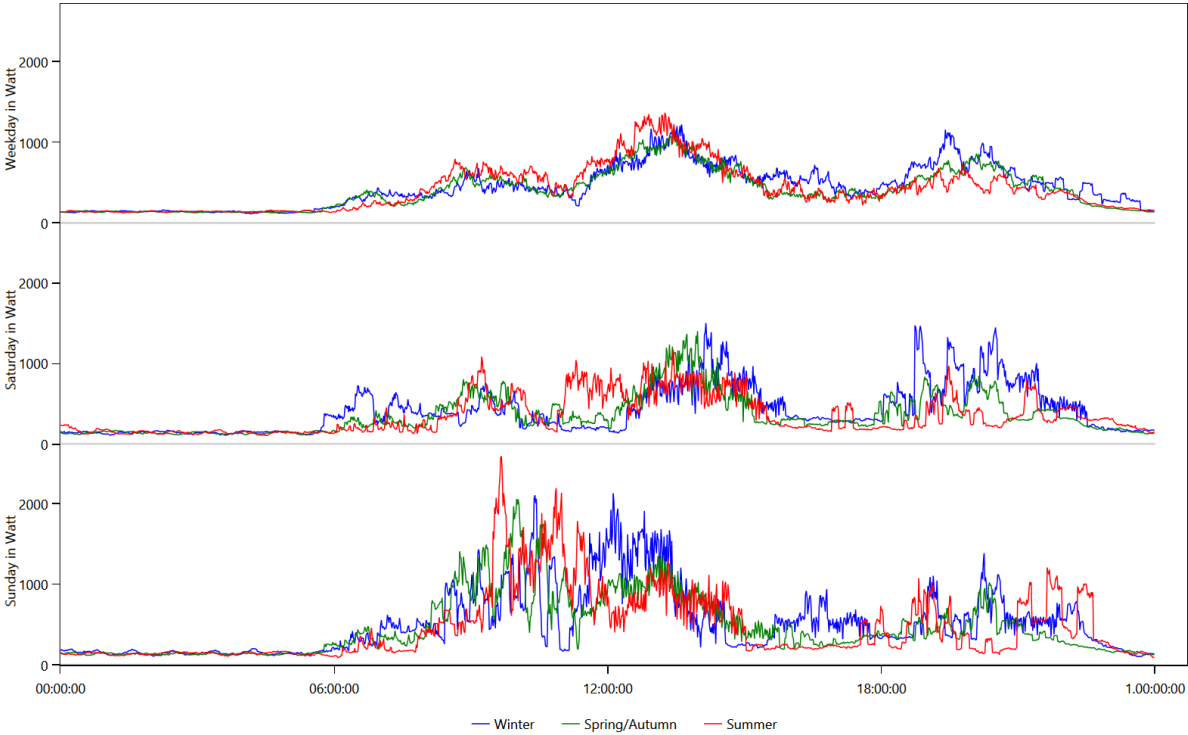 Weekday in Watt
2000
1000
0
Saturday in Watt
2000
1000
0
Sunday in Watt
2000
1000
0
00:00:00 06:00:00 12:00:00 18:00:00 1.00:00:00
Winter Spring/Autumn Summer